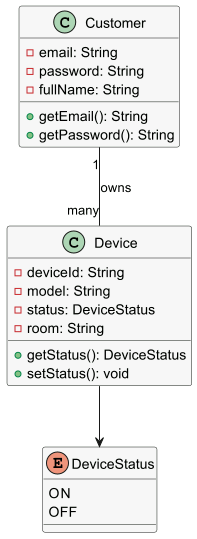 C Customer
email: String
password: String
fullName: String
getEmail(): String
getPassword(): String
1
owns
many
C Device
deviceId: String
model: String
status: DeviceStatus
room: String
getStatus(): DeviceStatus
setStatus(): void
E DeviceStatus
ON
OFF